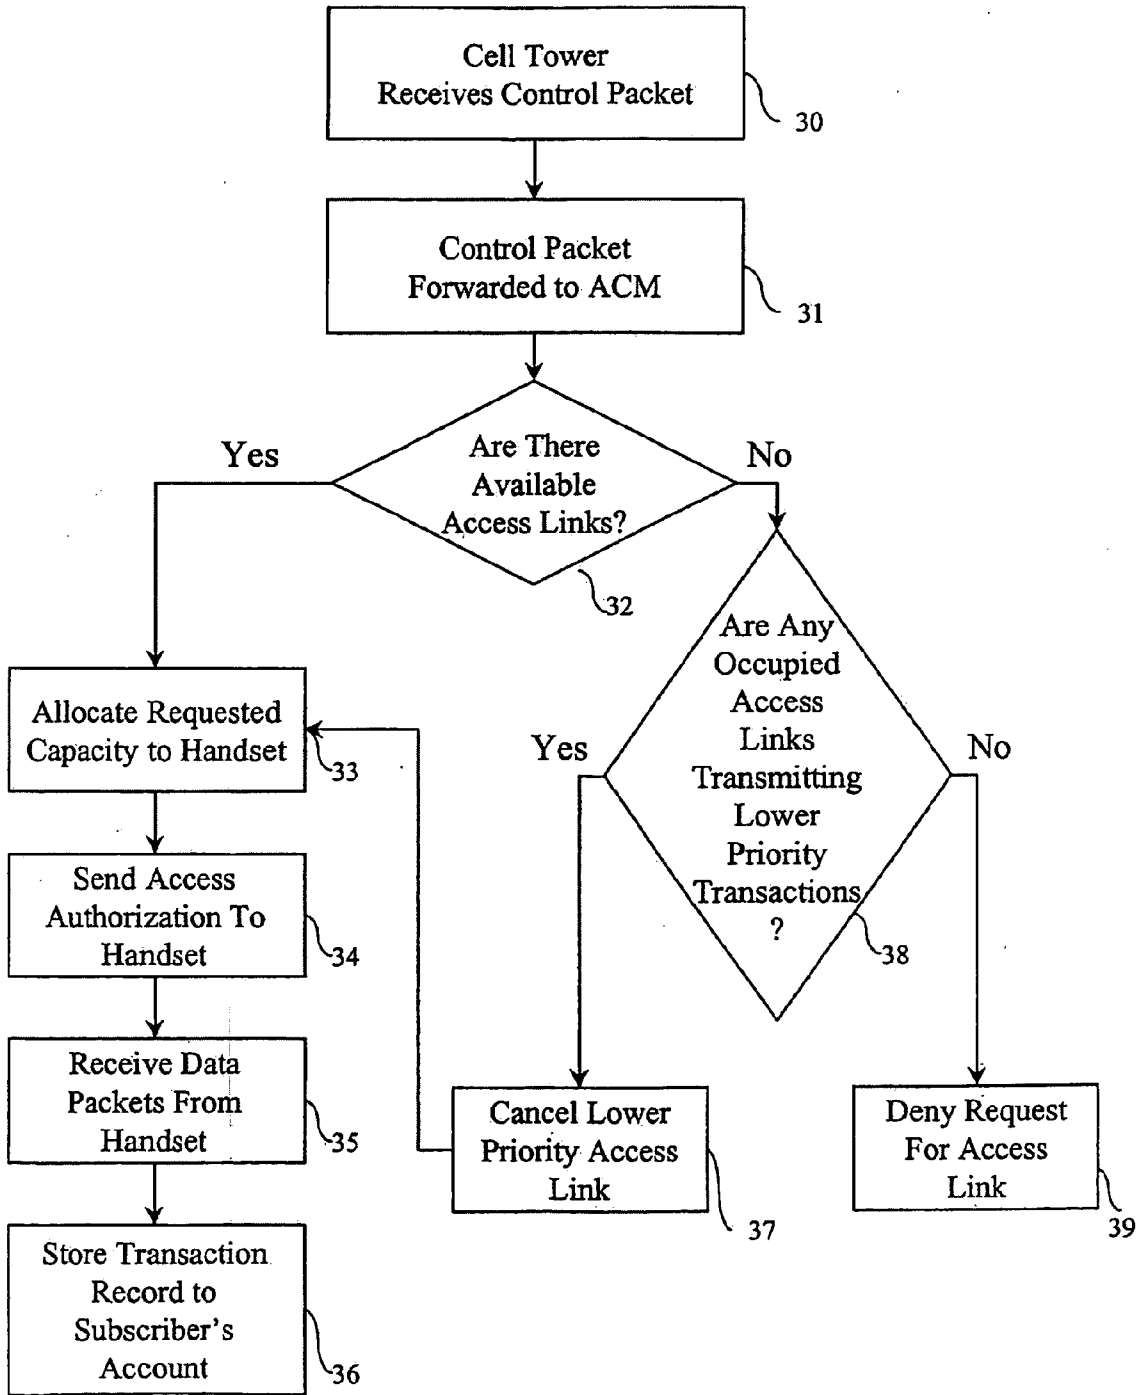 Cell Tower
Receives Control Packet
30
Control Packet
Forwarded to ACM
31
Yes
Are There
Available
Access Links?
No
32
Are Any
Occupied
Access
Links
Transmitting
Lower
Priority
Transactions
?
38
Yes
No
Allocate Requested
Capacity to Handset
33
Send Access
Authorization To
Handset
34
Receive Data
Packets From
Handset
35
Cancel Lower
Priority Access
Link
37
Deny Request
For Access
Link
39
Store Transaction
Record to
Subscriber's
Account
36